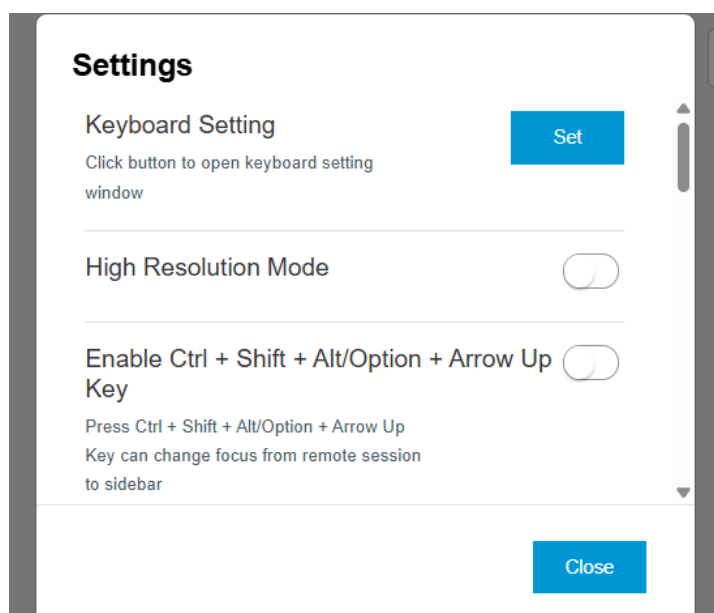 Settings
Keyboard Setting
Set
Click button to open keyboard setting
window
High Resolution Mode
Enable Ctrl + Shift + Alt/Option + Arrow Up
Key
Press Ctrl + Shift + Alt/Option + Arrow Up
Key can change focus from remote session
to sidebar
Close